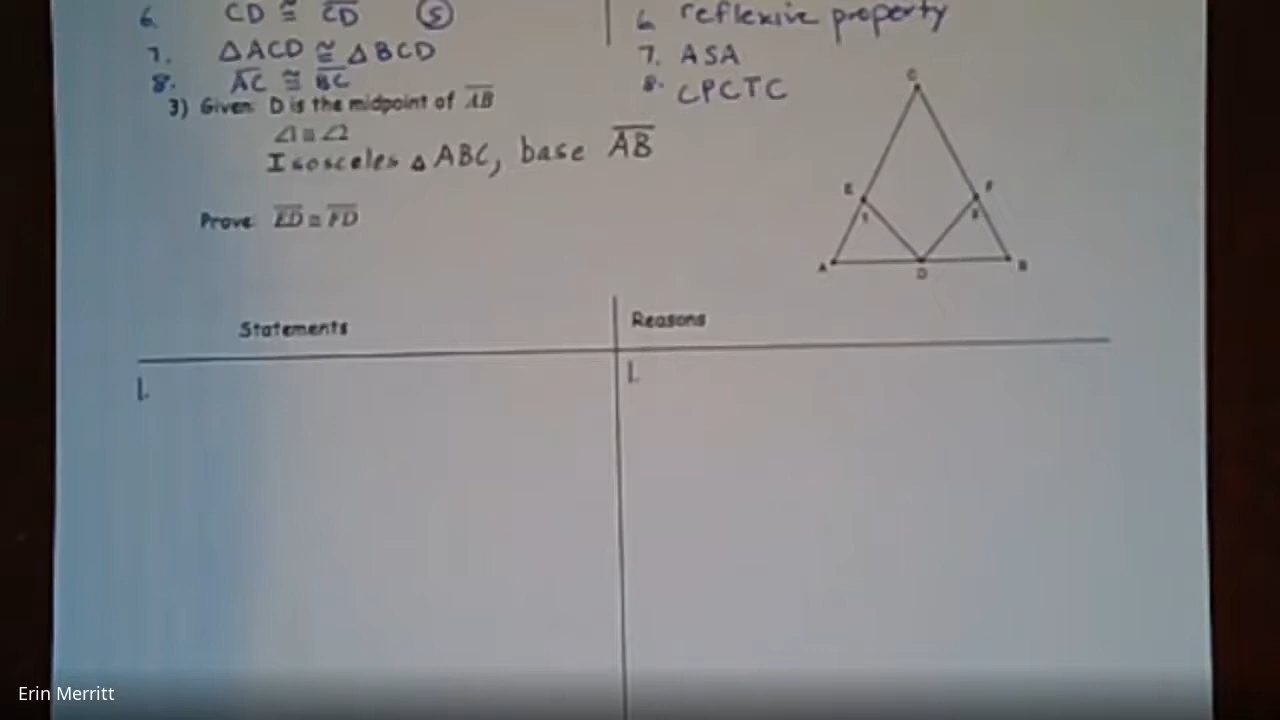 6. CD ≅ CD Ⓢ 6. reflexive property
7. △ACD ≅ △BCD 7. ASA
8. AC ≅ BC 8. CPCTC
3) Given: D is the midpoint of AB
∠1 ≅ ∠2
Isosceles △ ABC, base AB
Prove: ED ≅ FD
C
E F
1 2
A D B
Statements Reasons
1. 1.
Erin Merritt